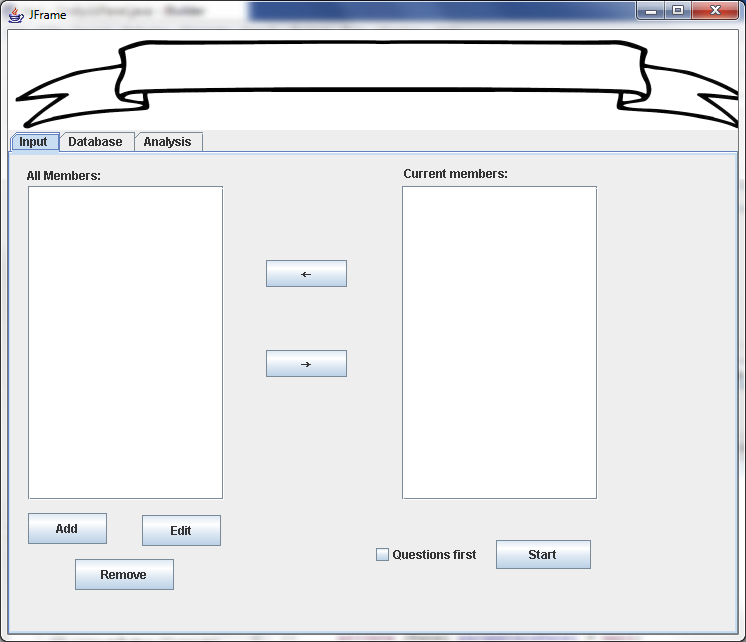 JFrame
Input Database Analysis
All Members: Current members:
←
→
Add Edit
Questions first Start
Remove